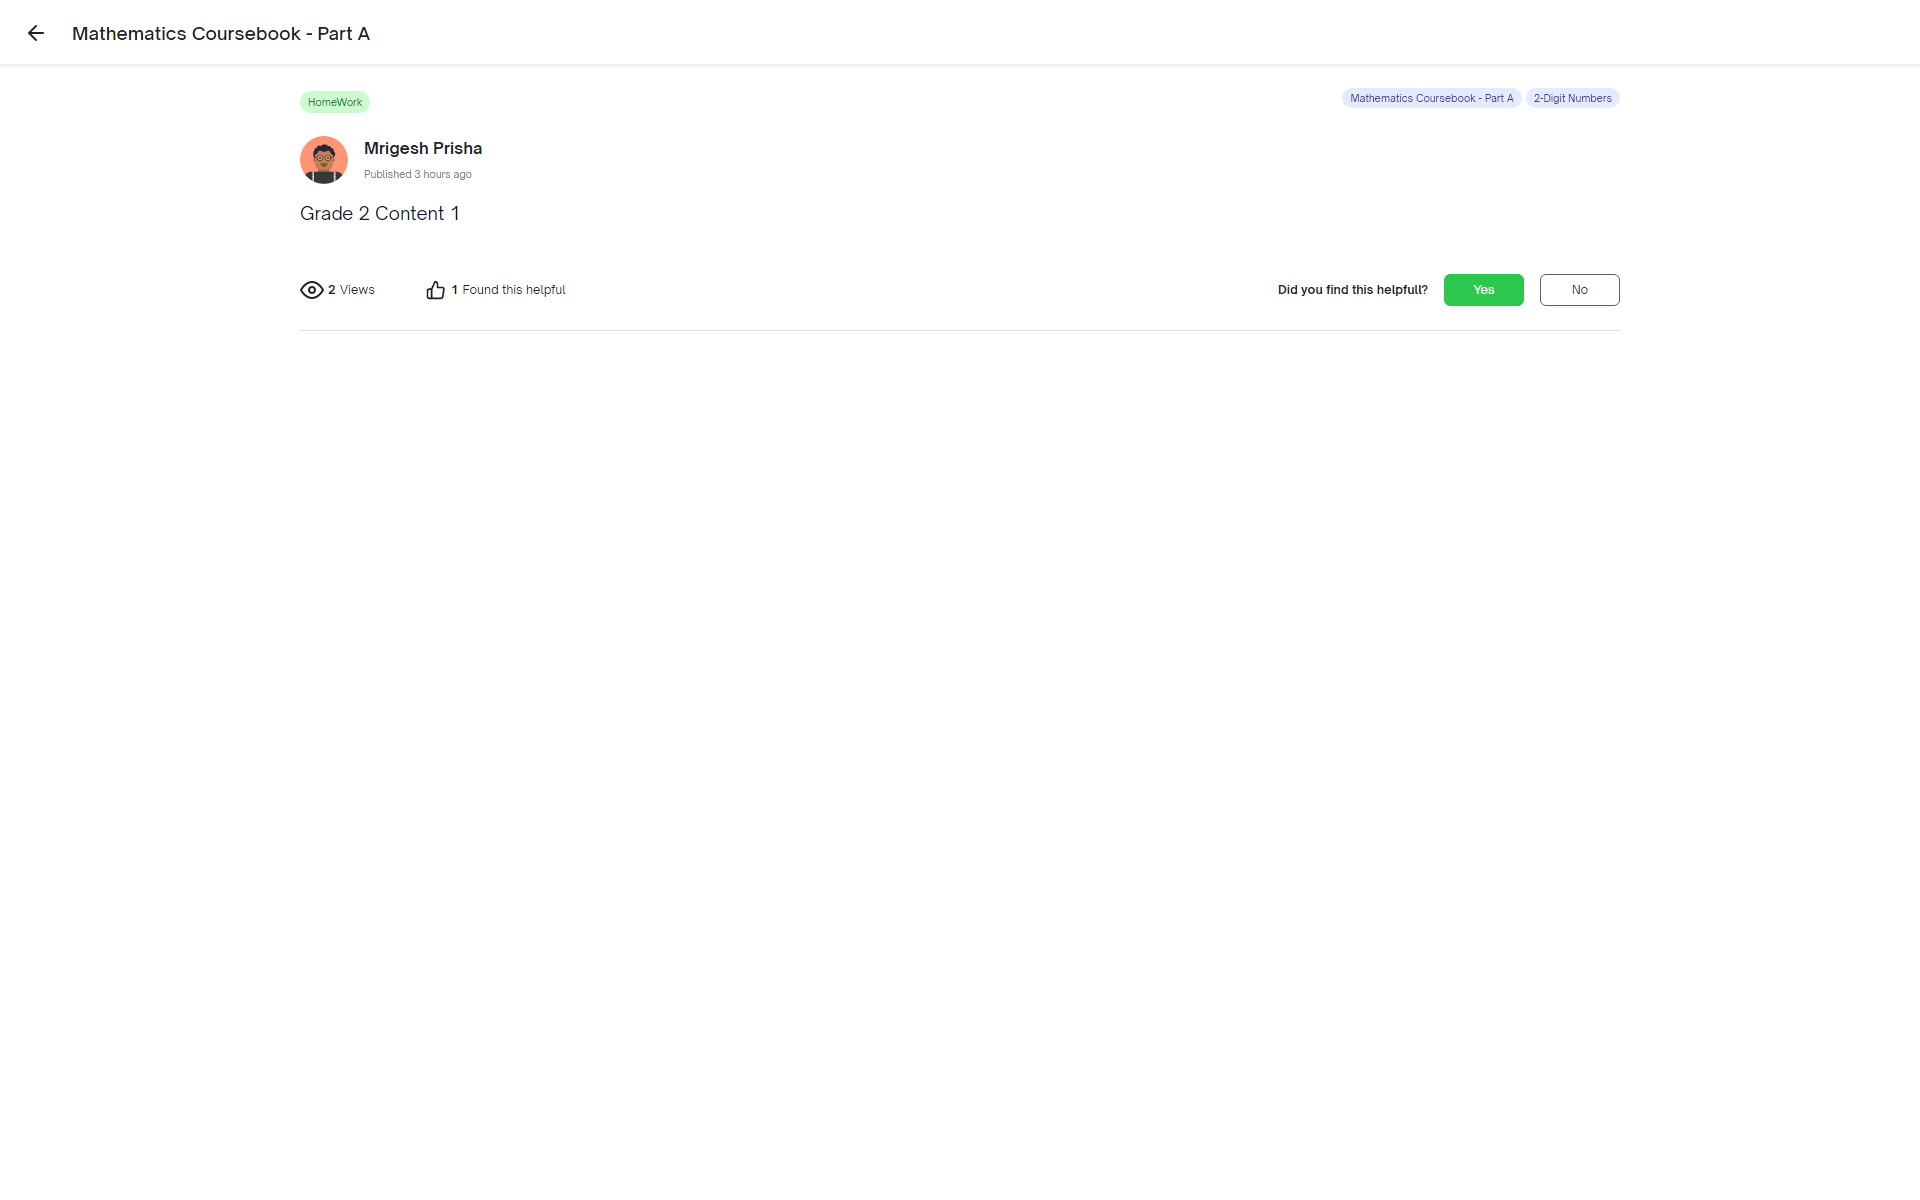 Mathematics Coursebook - Part A
HomeWork
Mathematics Coursebook - Part A
2-Digit Numbers
Mrigesh Prisha
Published 3 hours ago
Grade 2 Content 1
2 Views
1 Found this helpful
Did you find this helpfull?
Yes
No